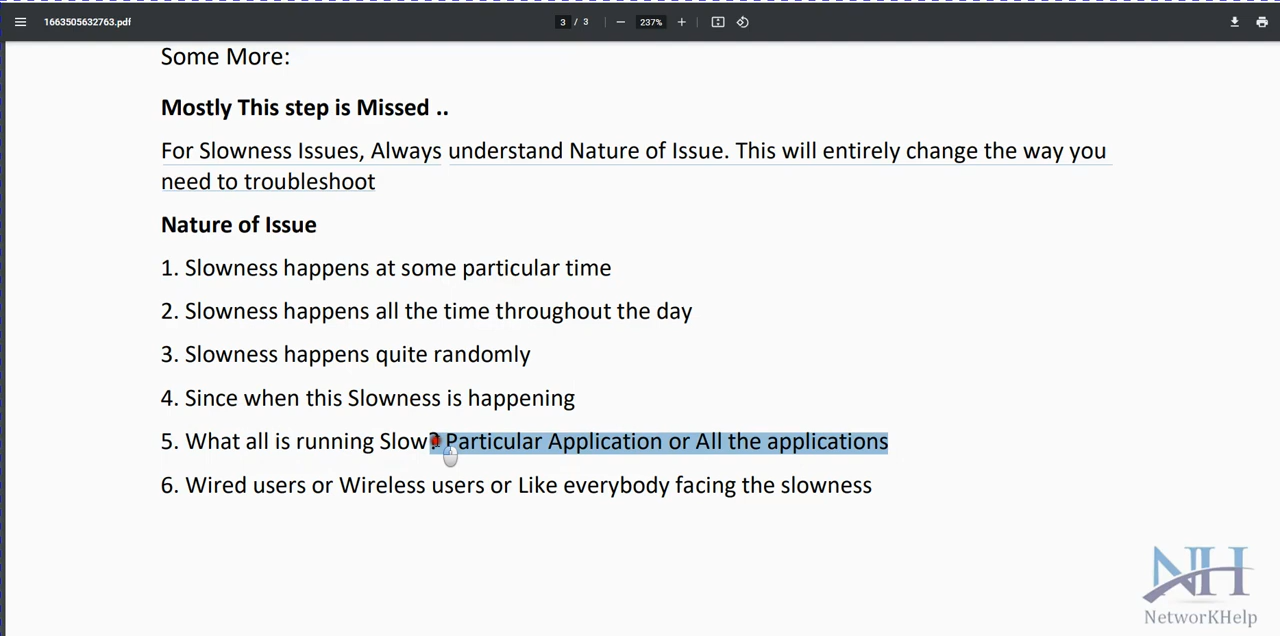 1663505632763.pdf
3 / 3
237%
Some More:
Mostly This step is Missed ..
For Slowness Issues, Always understand Nature of Issue. This will entirely change the way you
need to troubleshoot
Nature of Issue
1. Slowness happens at some particular time
2. Slowness happens all the time throughout the day
3. Slowness happens quite randomly
4. Since when this Slowness is happening
5. What all is running Slow? Particular Application or All the applications
6. Wired users or Wireless users or Like everybody facing the slowness
NH
NetworKHelp